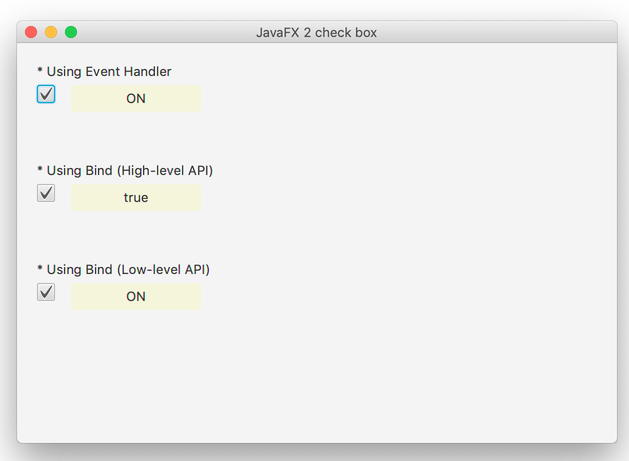 JavaFX 2 check box
* Using Event Handler
ON
* Using Bind (High-level API)
true
* Using Bind (Low-level API)
ON